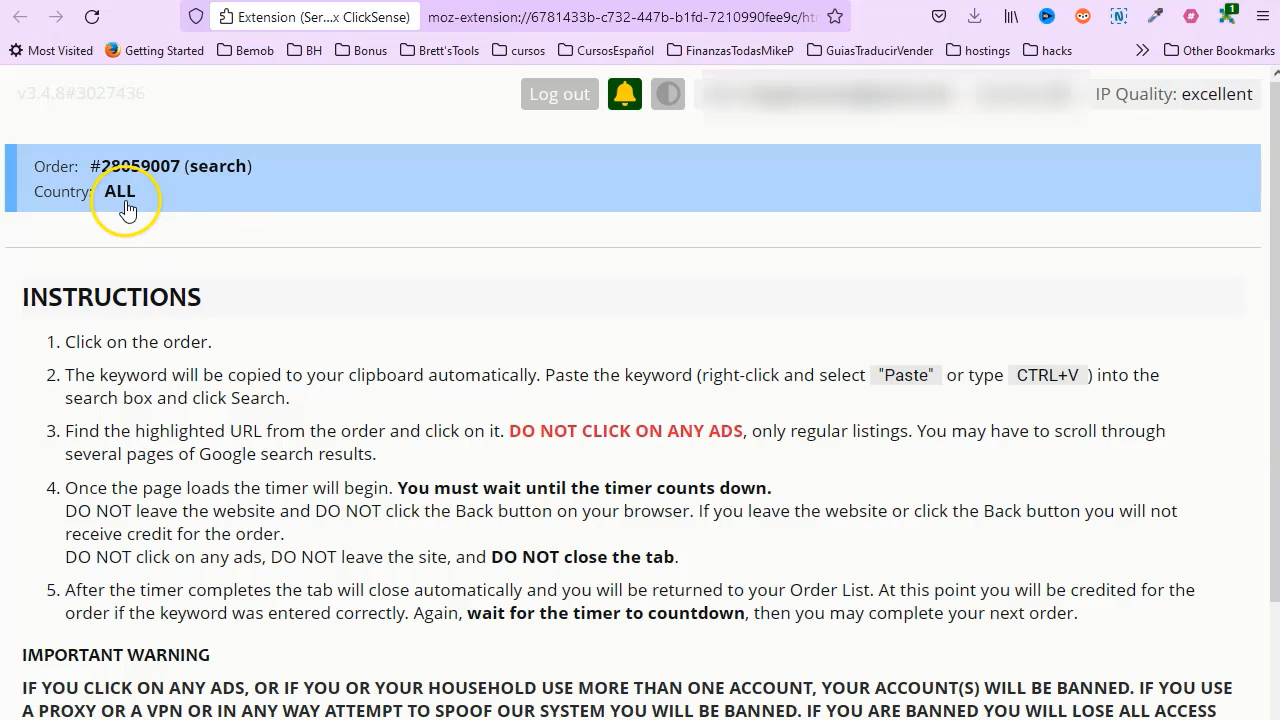 Extension (Ser...x ClickSense) moz-extension://6781433b-c732-447b-b1fd-7210990fee9c/ht 1
Most Visited Getting Started Bemob BH Bonus Brett'sTools cursos CursosEspañol FinanzasTodasMikeP GuiasTraducirVender hostings hacks Other Bookmarks
v3.4.8#3027436 Log out IP Quality: excellent
Order: #28059007 (search)
Country: ALL
INSTRUCTIONS
1. Click on the order.
2. The keyword will be copied to your clipboard automatically. Paste the keyword (right-click and select "Paste" or type CTRL+V ) into the
search box and click Search.
3. Find the highlighted URL from the order and click on it. DO NOT CLICK ON ANY ADS, only regular listings. You may have to scroll through
several pages of Google search results.
4. Once the page loads the timer will begin. You must wait until the timer counts down.
DO NOT leave the website and DO NOT click the Back button on your browser. If you leave the website or click the Back button you will not
receive credit for the order.
DO NOT click on any ads, DO NOT leave the site, and DO NOT close the tab.
5. After the timer completes the tab will close automatically and you will be returned to your Order List. At this point you will be credited for the
order if the keyword was entered correctly. Again, wait for the timer to countdown, then you may complete your next order.
IMPORTANT WARNING
IF YOU CLICK ON ANY ADS, OR IF YOU OR YOUR HOUSEHOLD USE MORE THAN ONE ACCOUNT, YOUR ACCOUNT(S) WILL BE BANNED. IF YOU USE
A PROXY OR A VPN OR IN ANY WAY ATTEMPT TO SPOOF OUR SYSTEM YOU WILL BE BANNED. IF YOU ARE BANNED YOU WILL LOSE ALL ACCESS